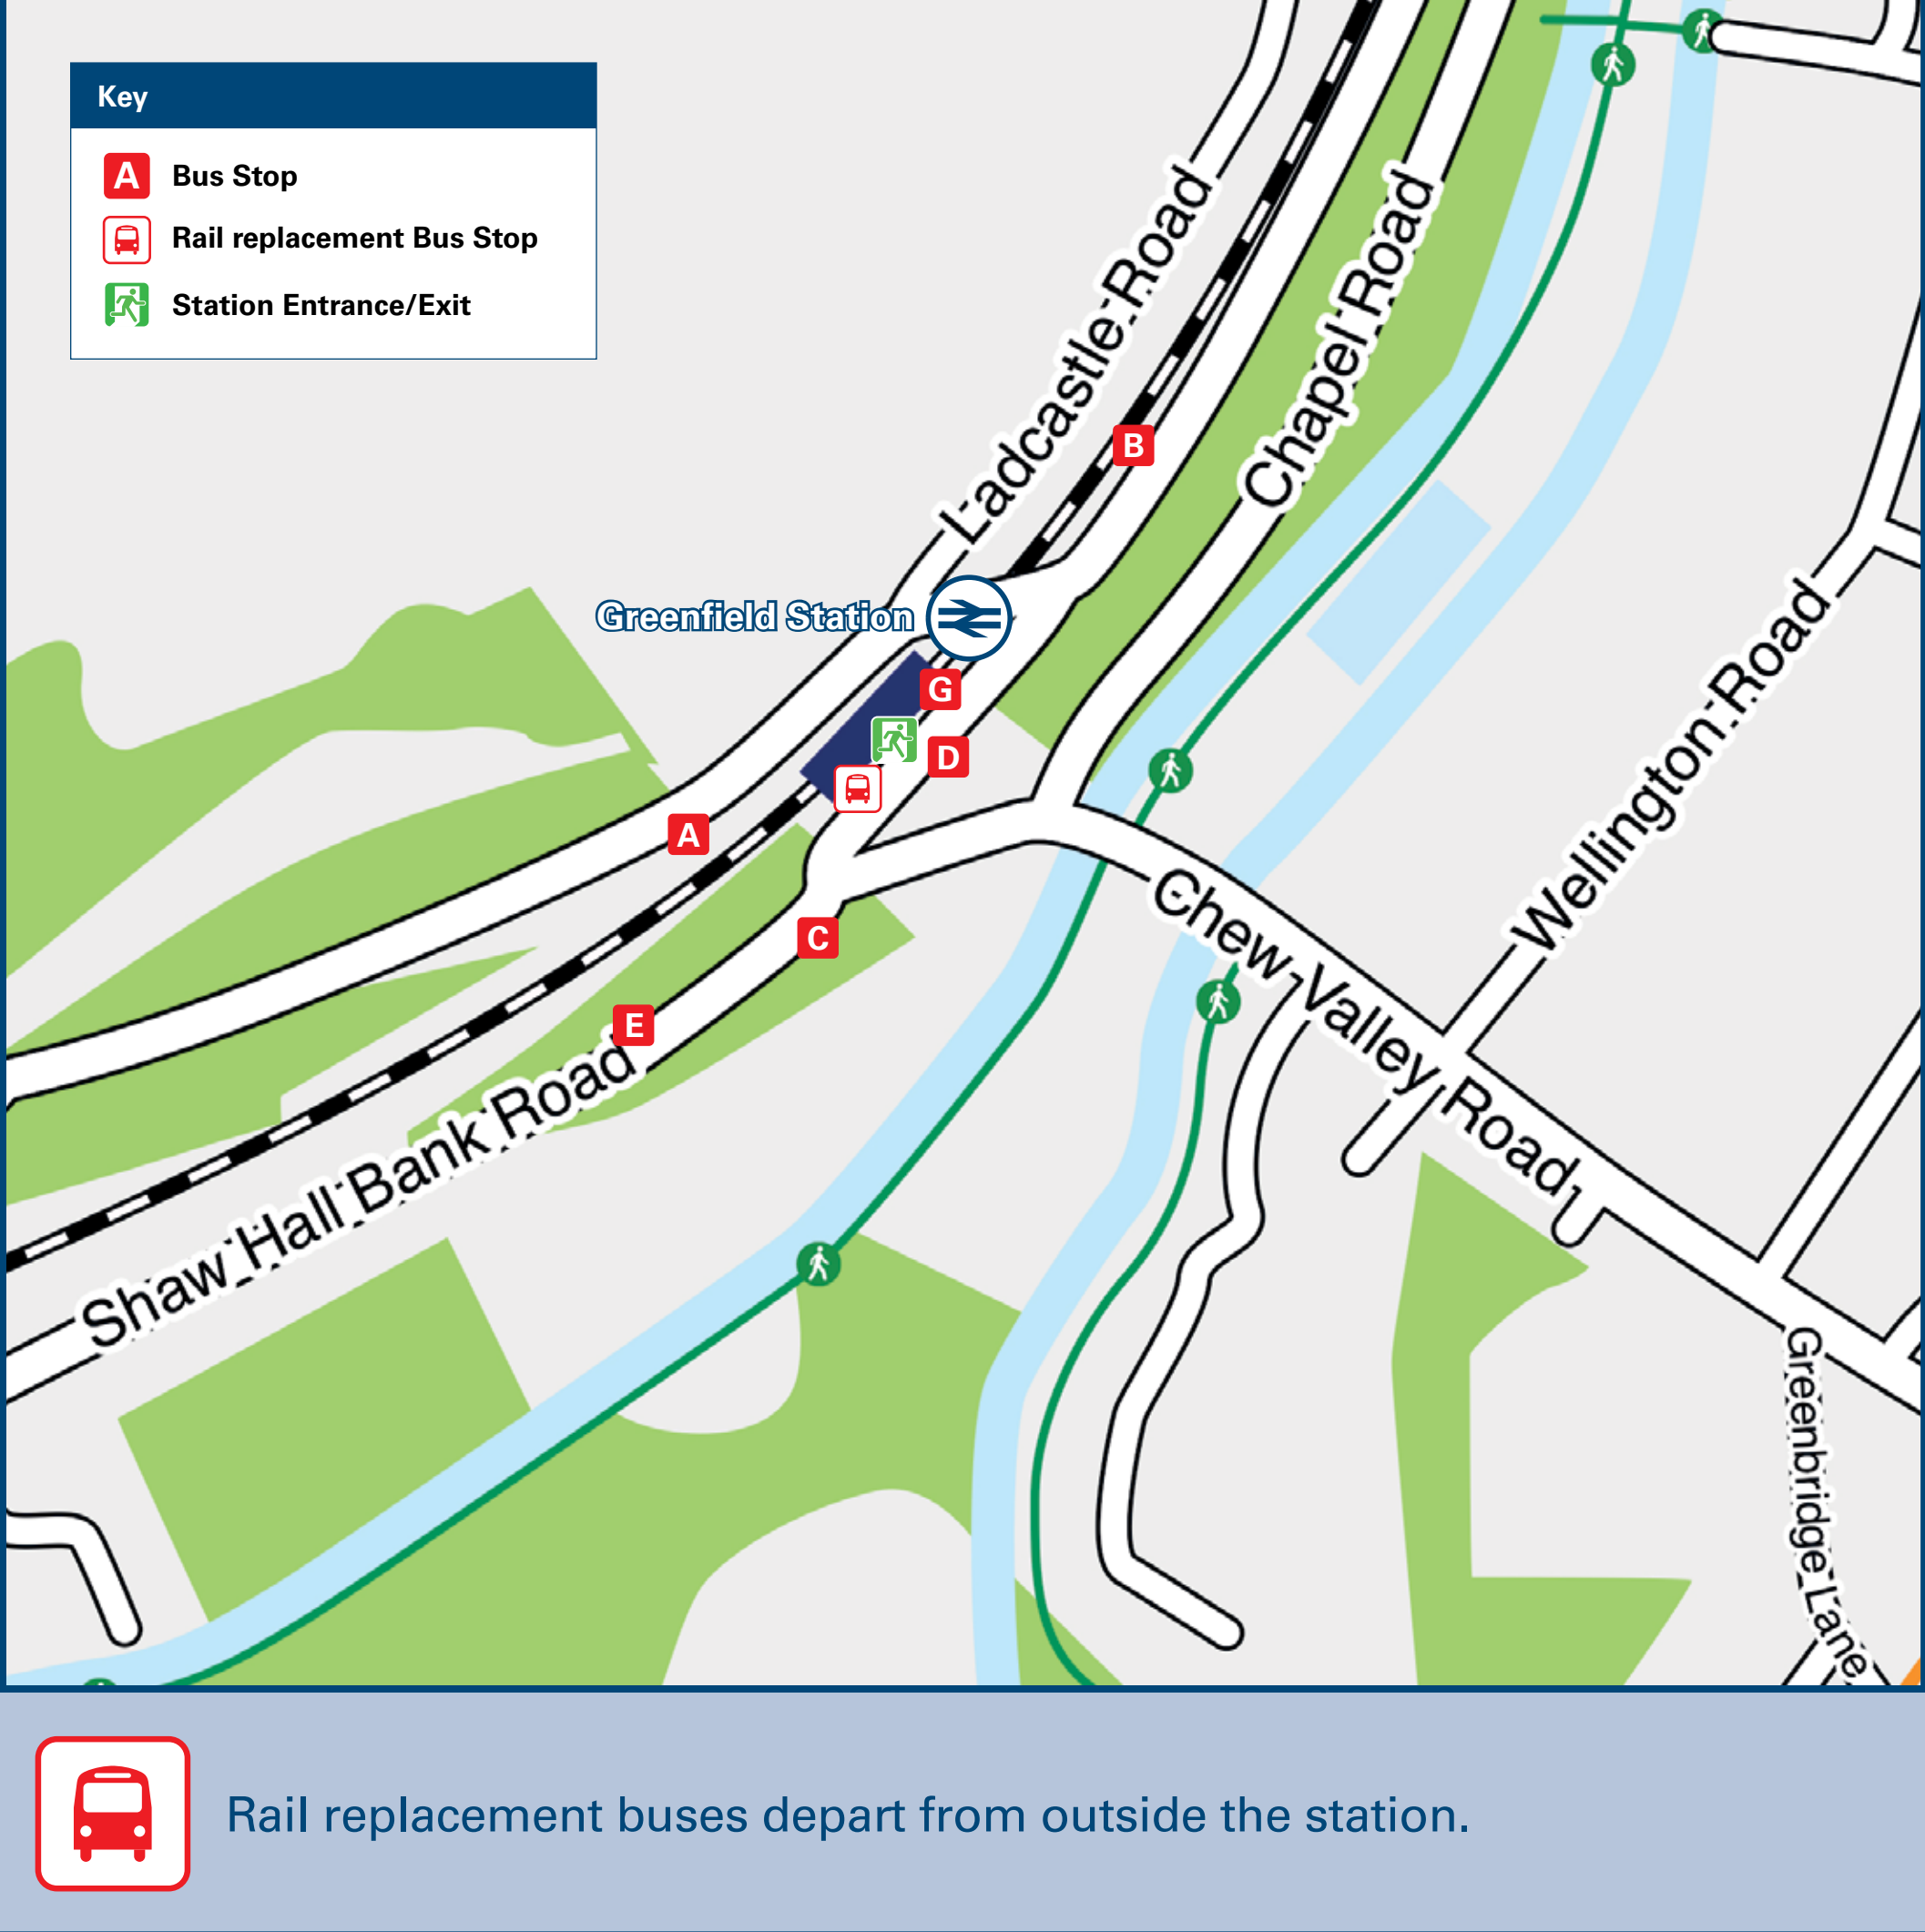 Key
A Bus Stop
Rail replacement Bus Stop
Station Entrance/Exit
Ladcastle Road
Chapel Road
B
Greenfield Station
G
D
A
C
E
Wellington Road
Chew Valley Road
Shaw Hall Bank Road
Greenbridge Lane
Rail replacement buses depart from outside the station.